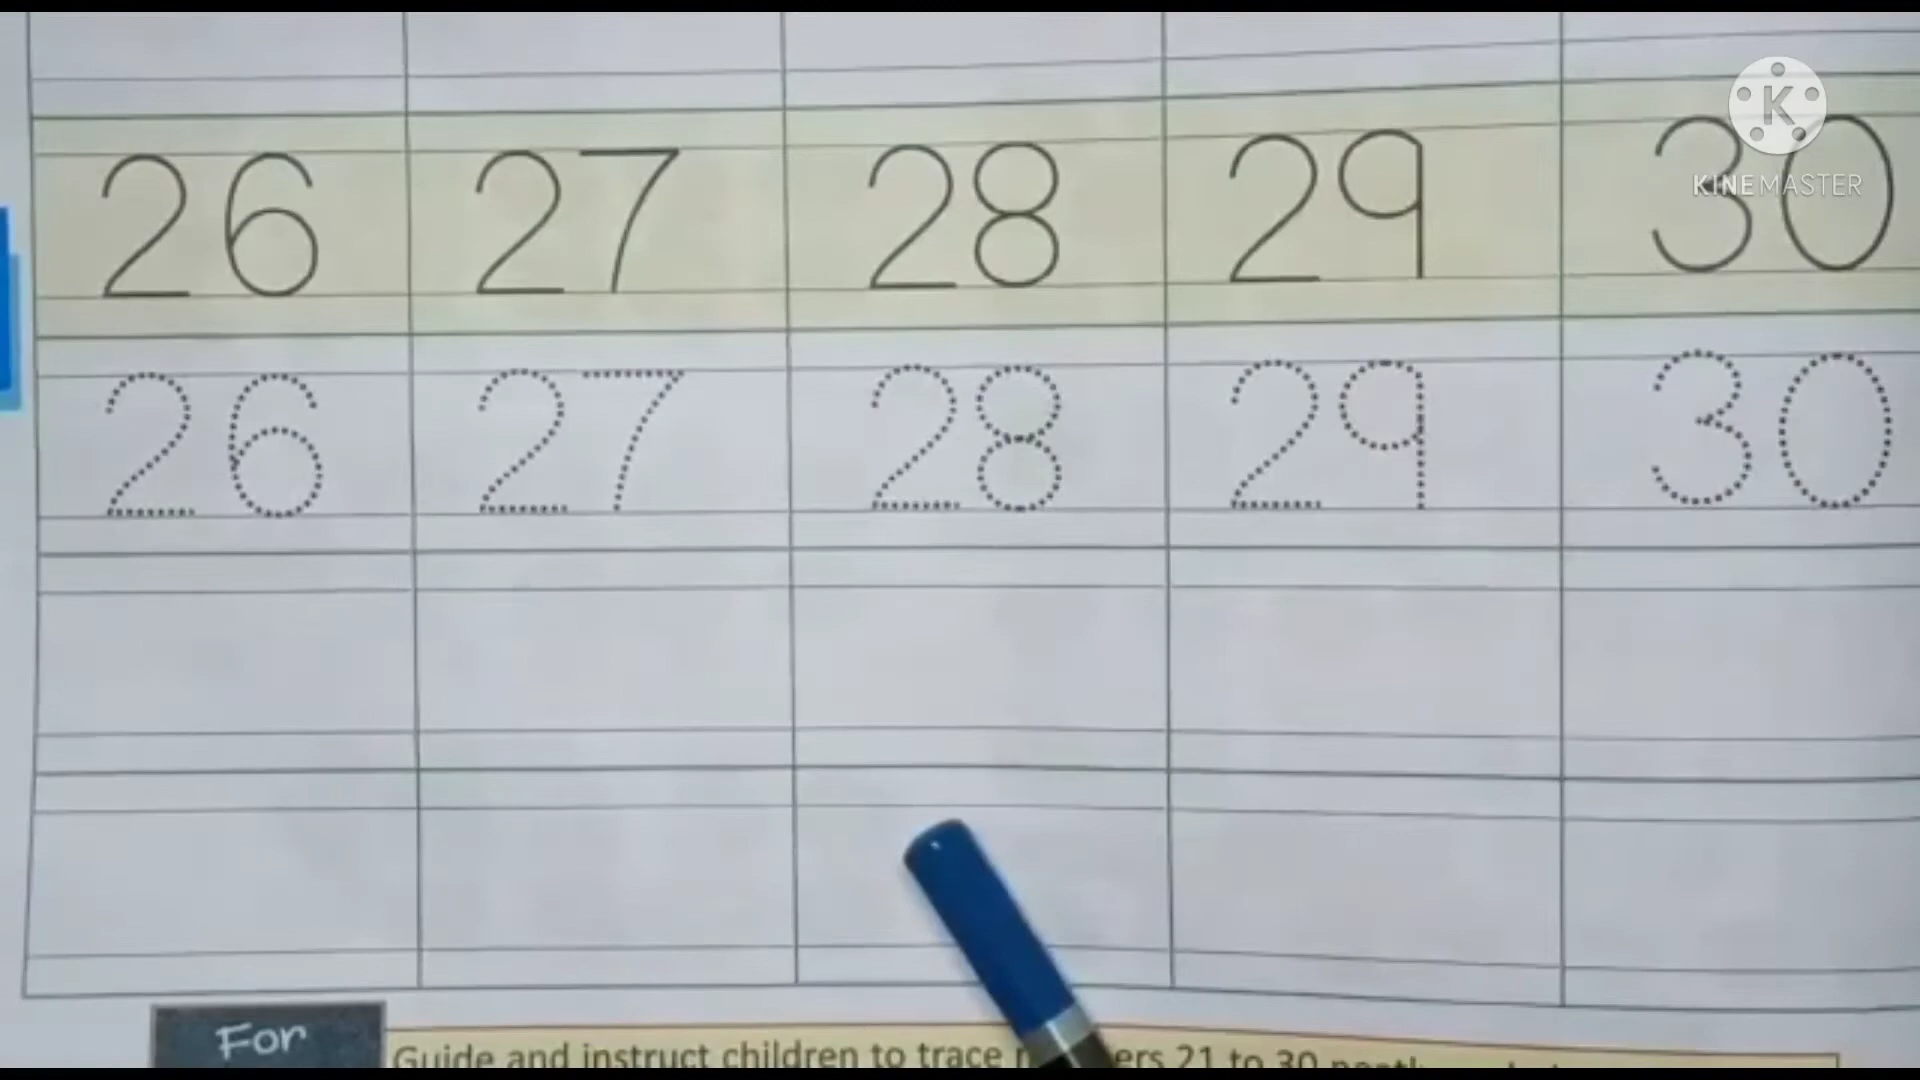 K
KINEMASTER
26 27 28 29 30
26 27 28 29 30
For
Guide and instruct children to trace 21 to 30